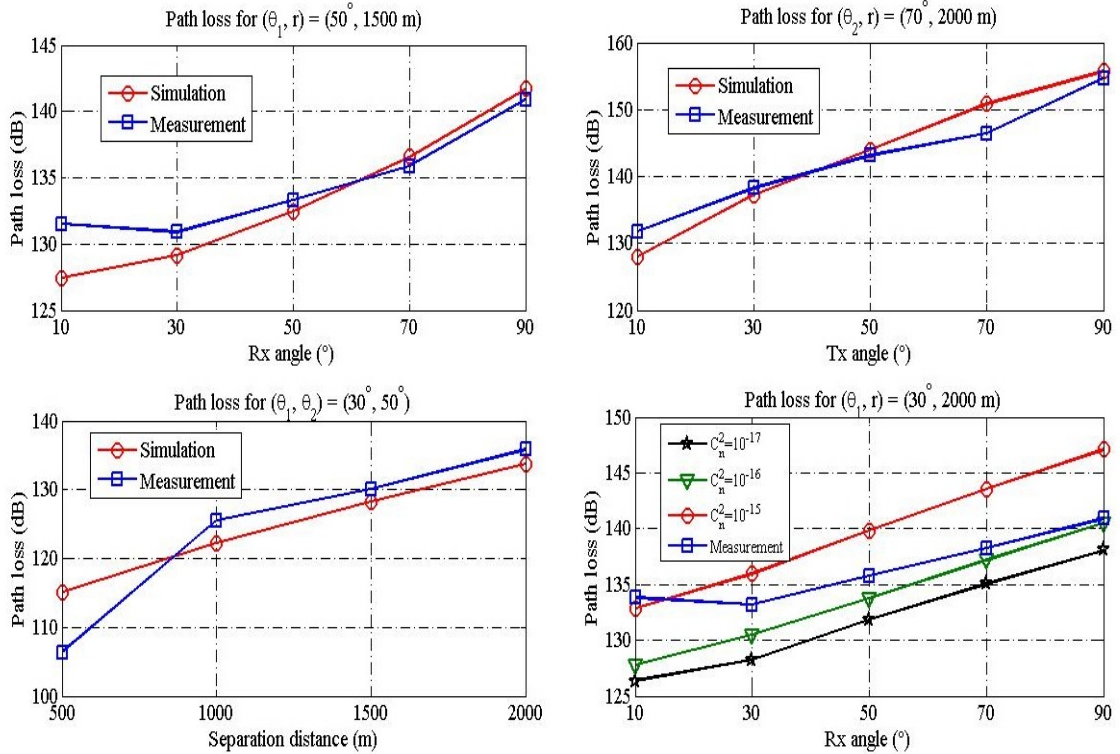 Path loss for (θ₁, r) = (50°, 1500 m)
145
140
135
130
125
Path loss (dB)
Simulation
Measurement
10 30 50 70 90
Rx angle (°)
Path loss for (θ₂, r) = (70°, 2000 m)
160
150
140
130
120
Path loss (dB)
Simulation
Measurement
10 30 50 70 90
Tx angle (°)
Path loss for (θ₁, θ₂) = (30°, 50°)
140
130
120
110
100
Path loss (dB)
Simulation
Measurement
500 1000 1500 2000
Separation distance (m)
Path loss for (θ₁, r) = (30°, 2000 m)
150
145
140
135
130
125
Path loss (dB)
C²ₙ=10⁻¹⁷
C²ₙ=10⁻¹⁶
C²ₙ=10⁻¹⁵
Measurement
10 30 50 70 90
Rx angle (°)